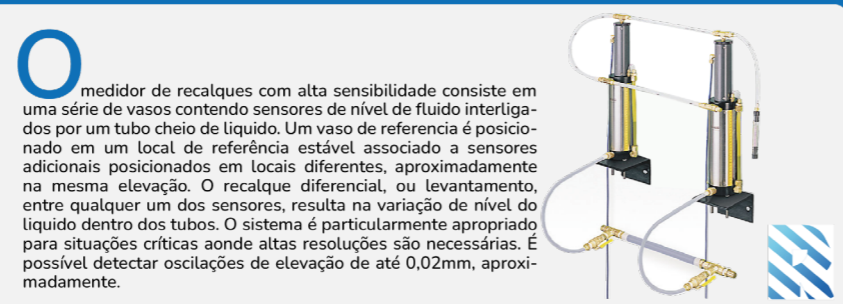 O medidor de recalques com alta sensibilidade consiste em
uma série de vasos contendo sensores de nível de fluido interliga-
dos por um tubo cheio de liquido. Um vaso de referencia é posicio-
nado em um local de referência estável associado a sensores
adicionais posicionados em locais diferentes, aproximadamente
na mesma elevação. O recalque diferencial, ou levantamento,
entre qualquer um dos sensores, resulta na variação de nível do
liquido dentro dos tubos. O sistema é particularmente apropriado
para situações críticas aonde altas resoluções são necessárias. É
possível detectar oscilações de elevação de até 0,02mm, aproxi-
madamente.